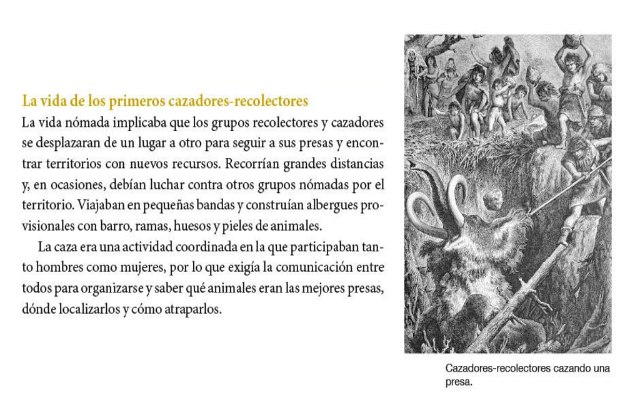 La vida de los primeros cazadores-recolectores
La vida nómada implicaba que los grupos recolectores y cazadores
se desplazaran de un lugar a otro para seguir a sus presas y encon-
trar territorios con nuevos recursos. Recorrían grandes distancias
y, en ocasiones, debían luchar contra otros grupos nómadas por el
territorio. Viajaban en pequeñas bandas y construían albergues pro-
visionales con barro, ramas, huesos y pieles de animales.
La caza era una actividad coordinada en la que participaban tan-
to hombres como mujeres, por lo que exigía la comunicación entre
todos para organizarse y saber qué animales eran las mejores presas,
dónde localizarlos y cómo atraparlos.
Cazadores-recolectores cazando una
presa.